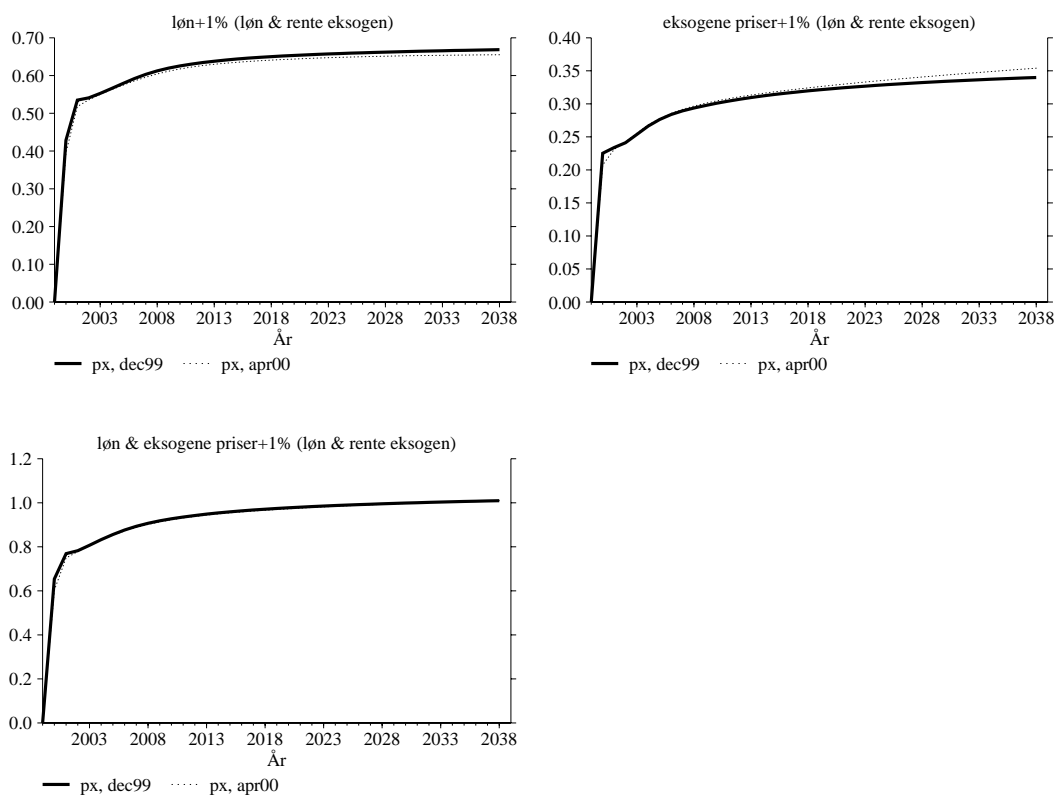 løn+1% (løn & rente eksogen)
0.70
0.60
0.50
0.40
0.30
0.20
0.10
0.00
2003 2008 2013 2018 2023 2028 2033 2038
År
px, dec99 px, apr00
eksogene priser+1% (løn & rente eksogen)
0.40
0.35
0.30
0.25
0.20
0.15
0.10
0.05
0.00
2003 2008 2013 2018 2023 2028 2033 2038
År
px, dec99 px, apr00
løn & eksogene priser+1% (løn & rente eksogen)
1.2
1.0
0.8
0.6
0.4
0.2
0.0
2003 2008 2013 2018 2023 2028 2033 2038
År
px, dec99 px, apr00